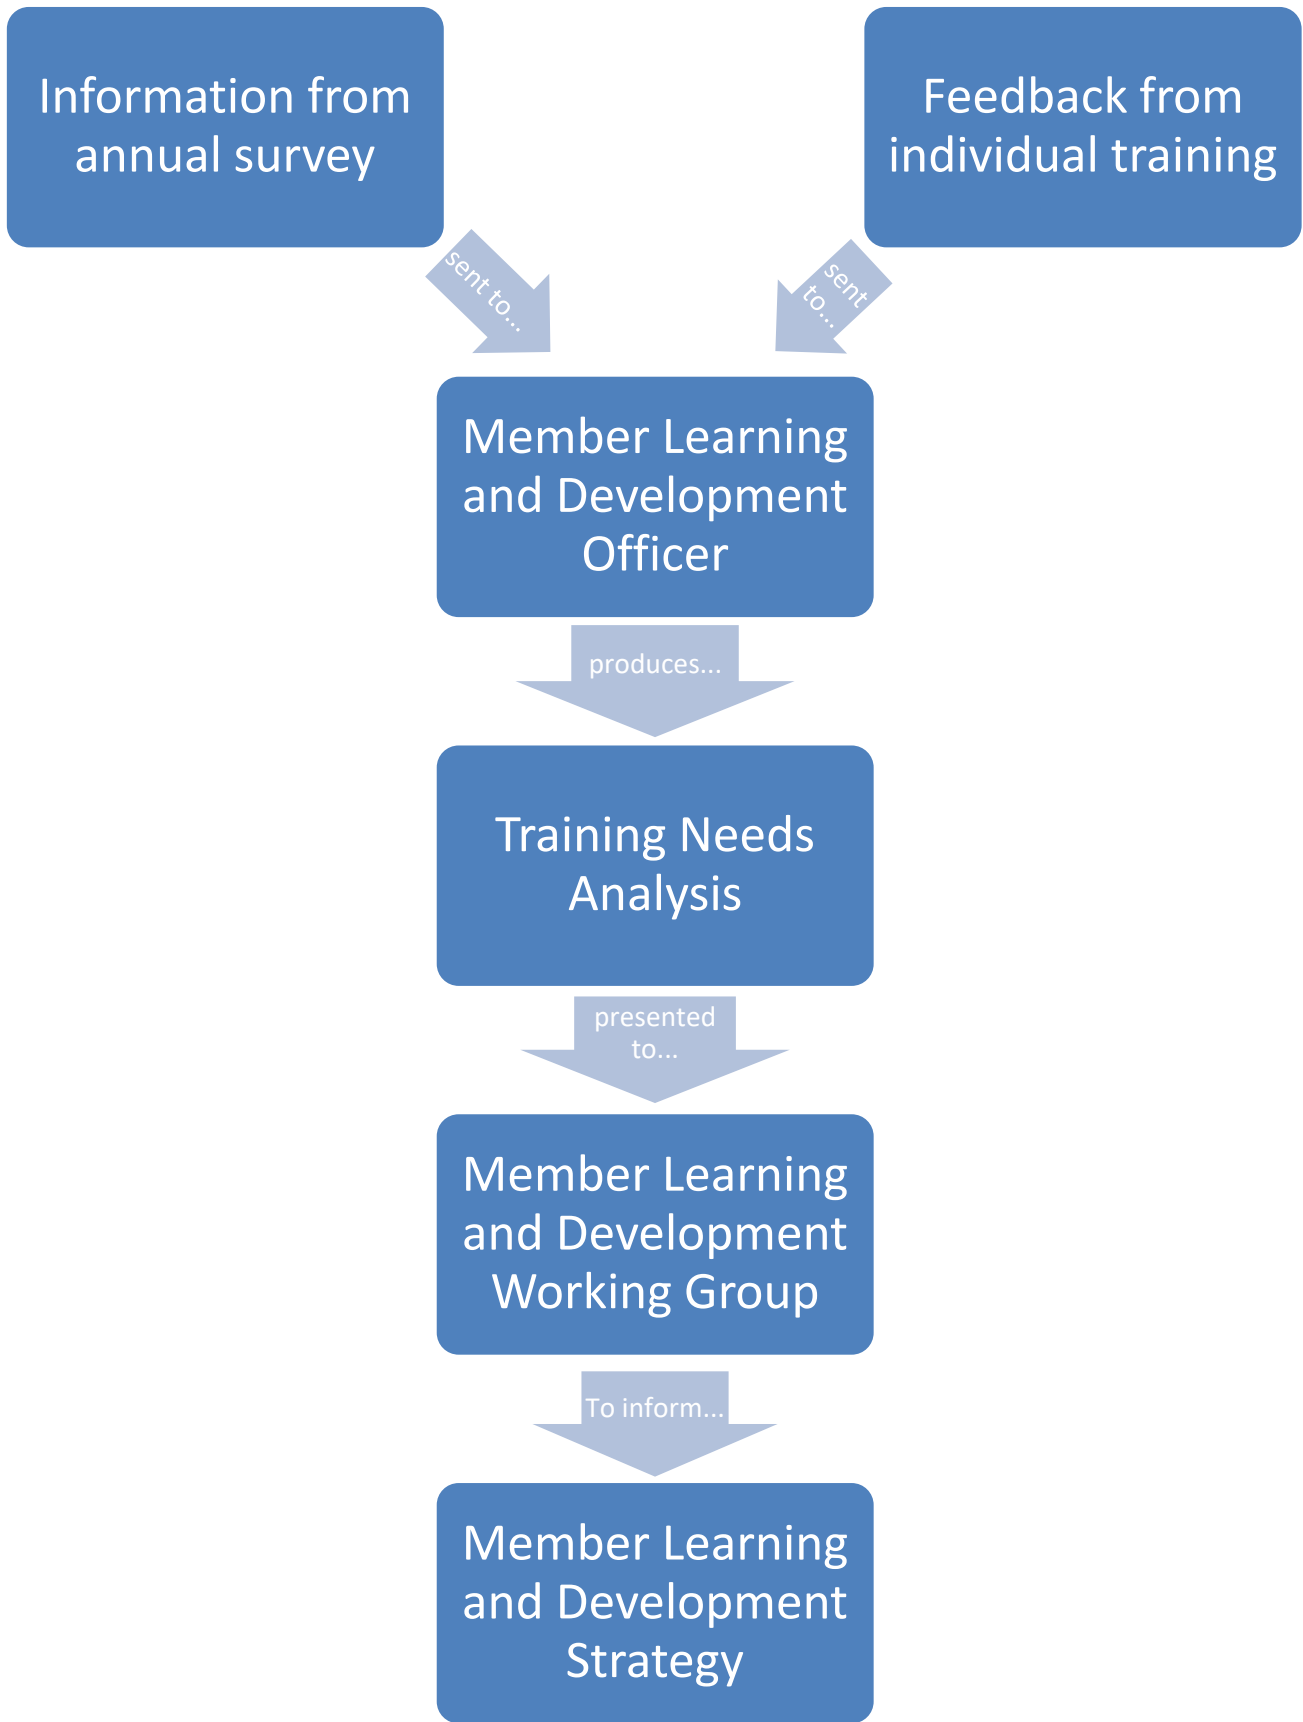 Information from
annual survey
Feedback from
individual training
sent to...
sent
to...
Member Learning
and Development
Officer
produces...
Training Needs
Analysis
presented
to...
Member Learning
and Development
Working Group
To inform...
Member Learning
and Development
Strategy